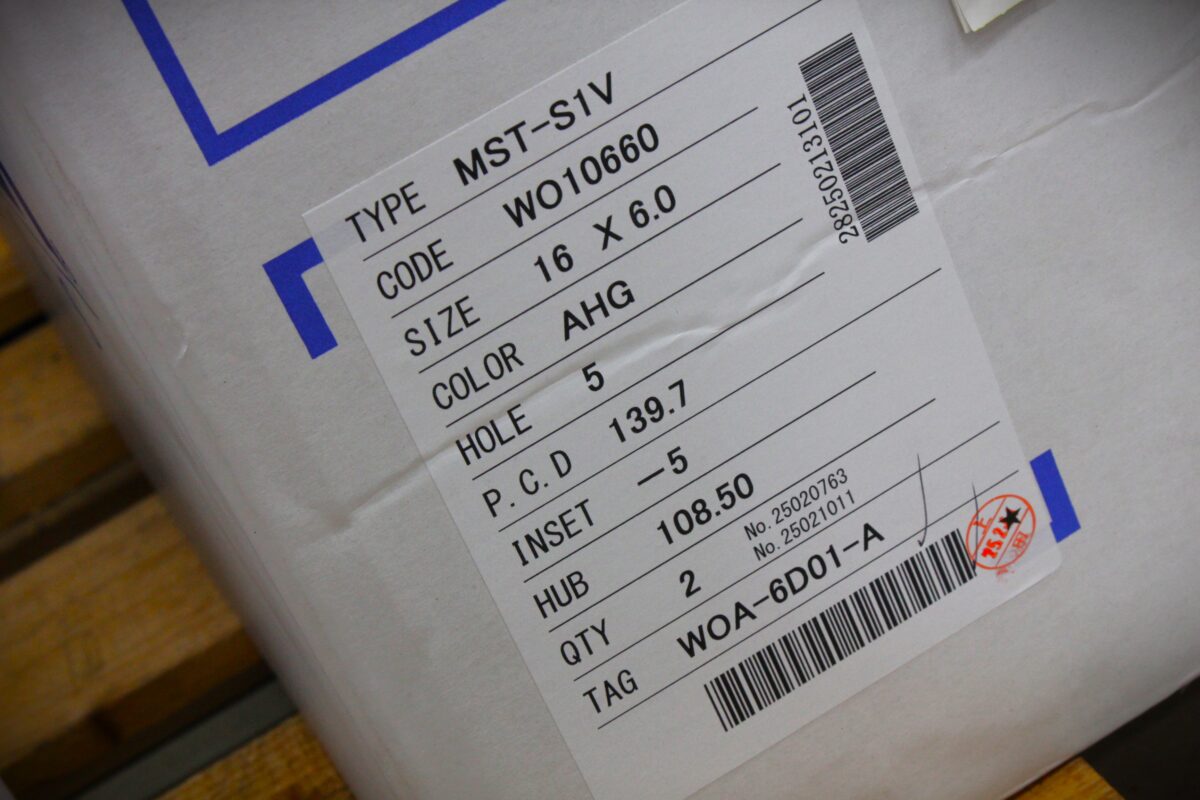 TYPE MST-S1V
CODE WO10660
SIZE 16 X 6.0
COLOR AHG
HOLE 5
P.C.D 139.7
INSET -5
HUB 108.50
QTY 2 No. 25020763
No. 25021011
TAG WOA-6D01-A
28250213101